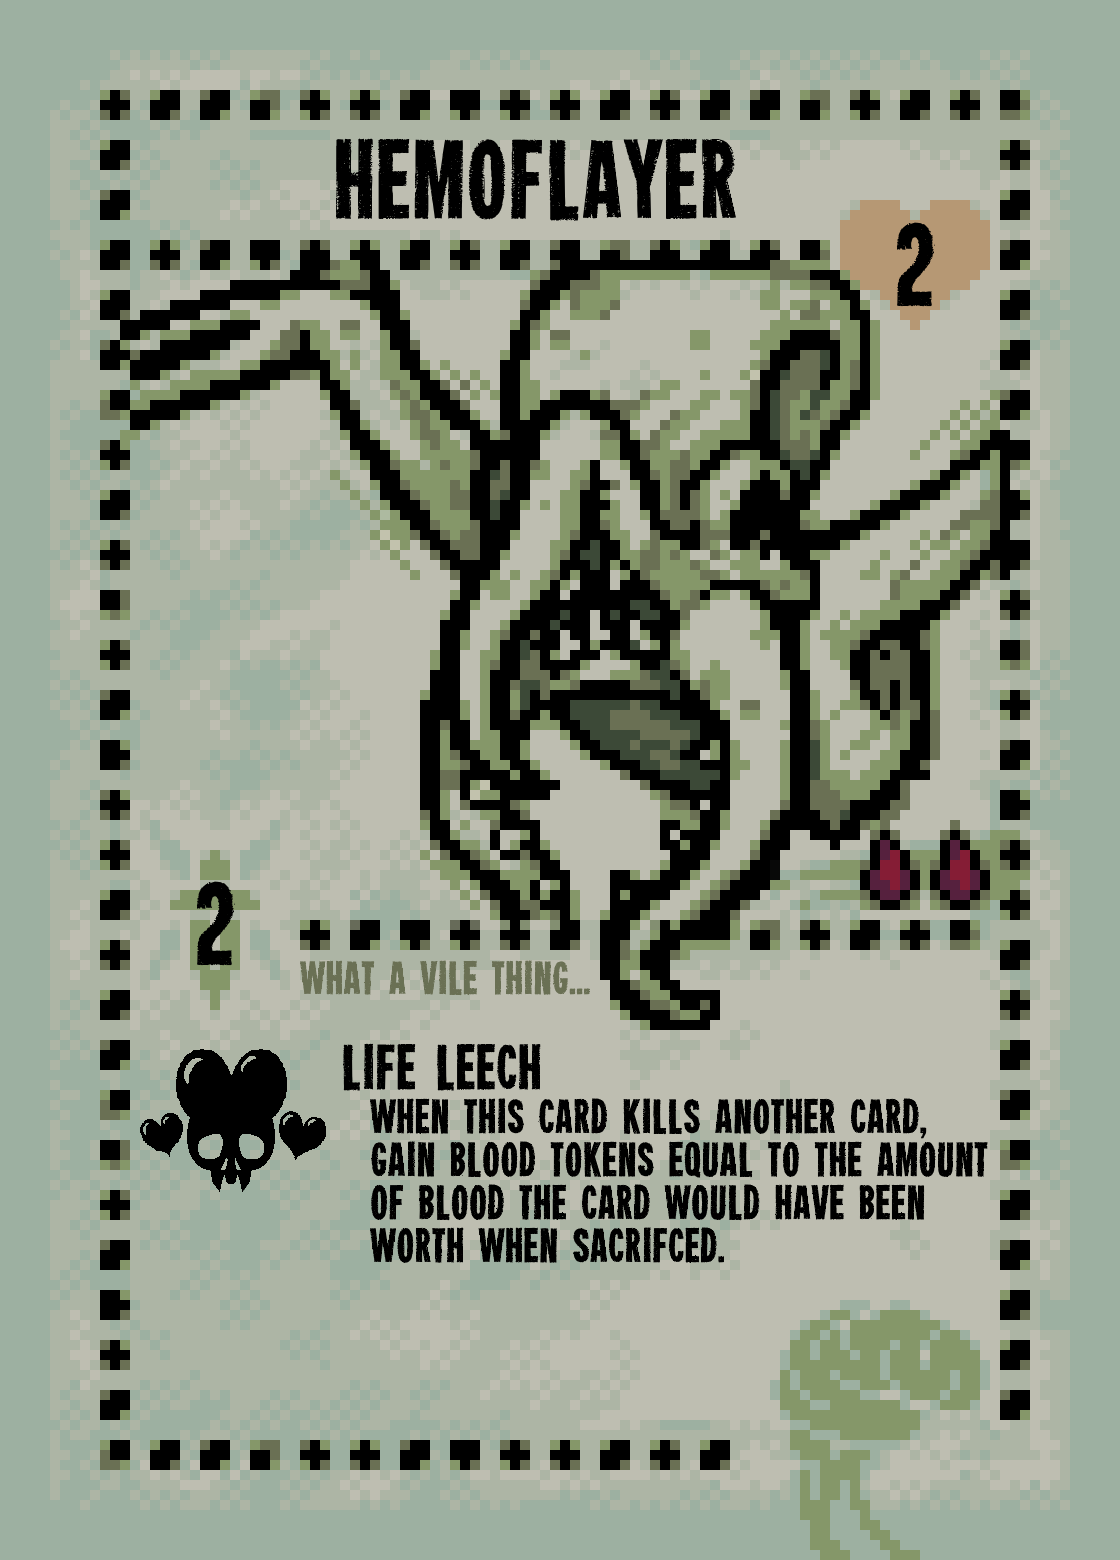 HEMOFLAYER
2
2
WHAT A VILE THING...
LIFE LEECH
WHEN THIS CARD KILLS ANOTHER CARD,
GAIN BLOOD TOKENS EQUAL TO THE AMOUNT
OF BLOOD THE CARD WOULD HAVE BEEN
WORTH WHEN SACRIFCED.